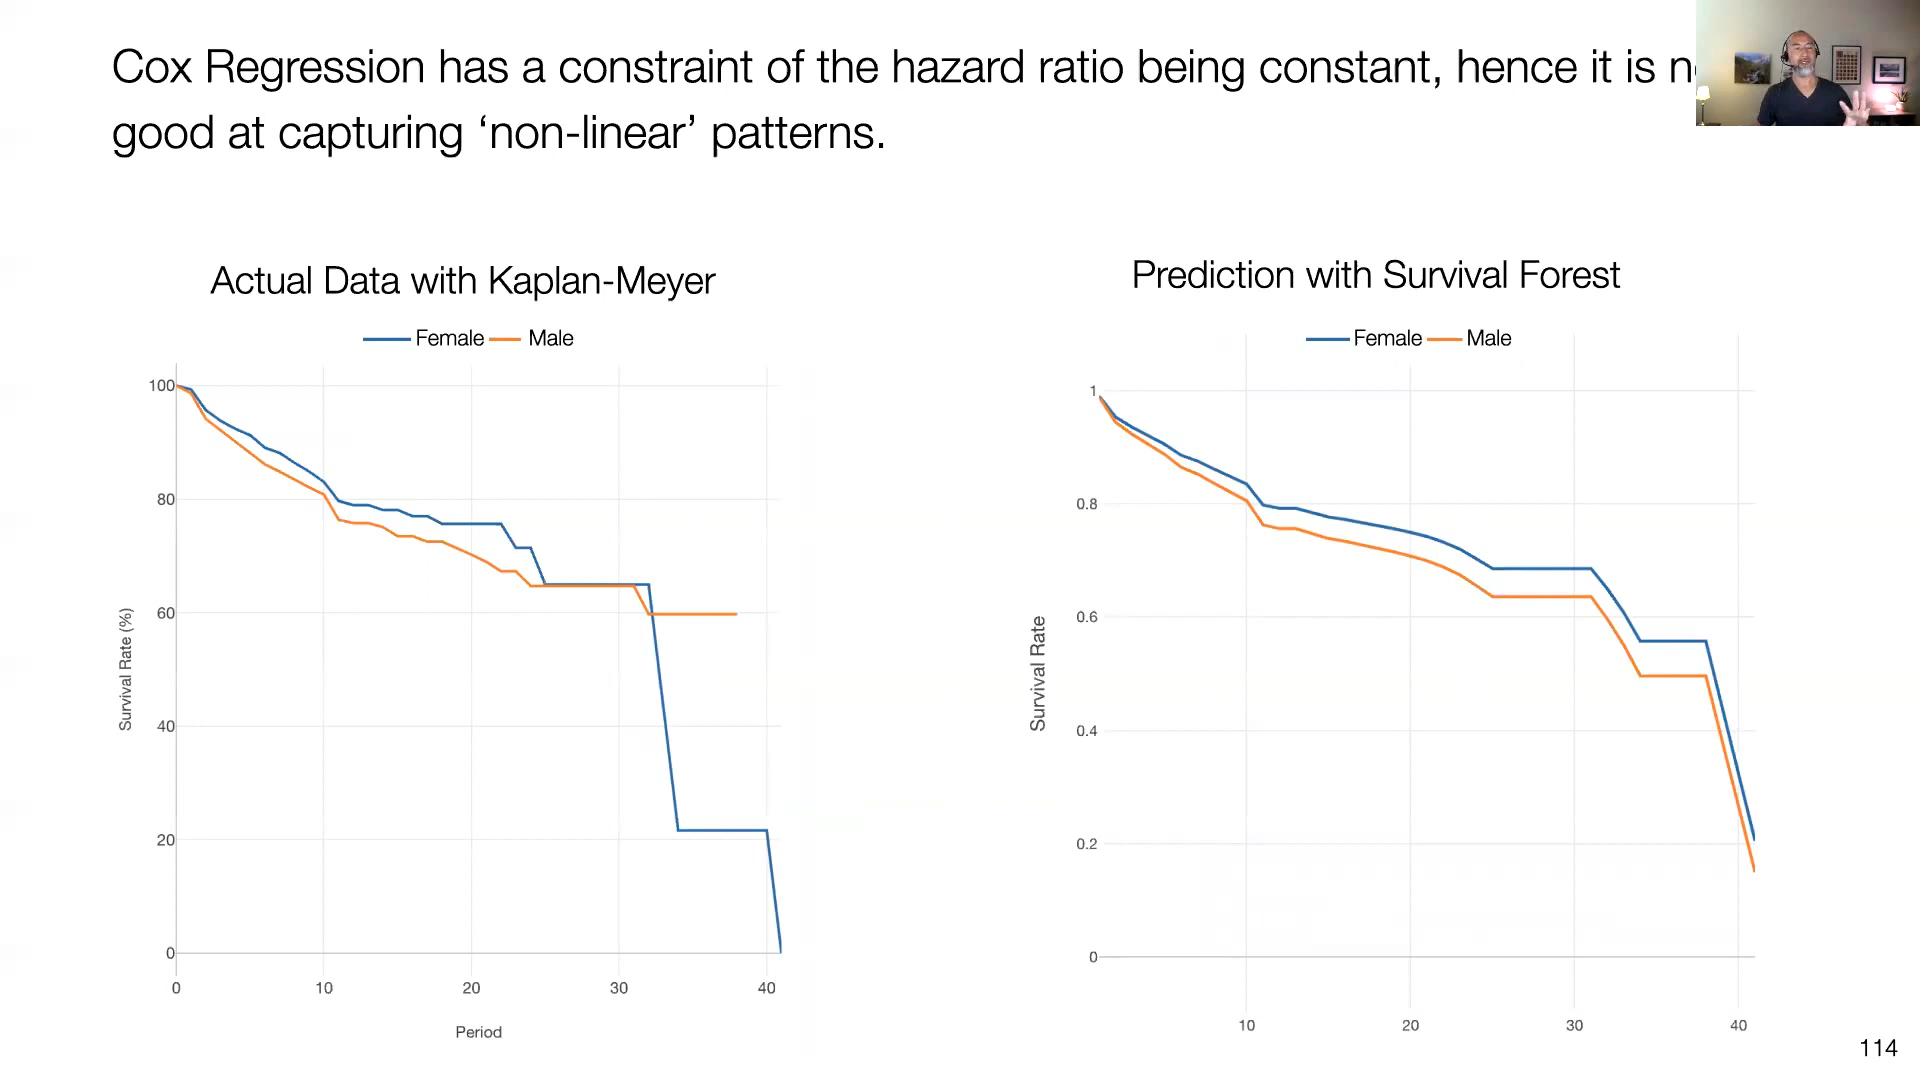 Cox Regression has a constraint of the hazard ratio being constant, hence it is
good at capturing ‘non-linear’ patterns.
Actual Data with Kaplan-Meyer
Female Male
100
80
60
40
20
0
0 10 20 30 40
Survival Rate (%)
Period
Prediction with Survival Forest
Female Male
1
0.8
0.6
0.4
0.2
0
10 20 30 40
Survival Rate
114